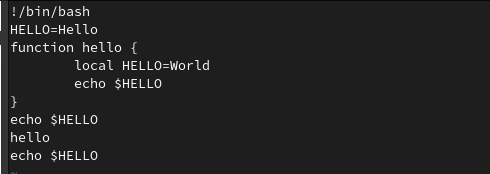 !/bin/bash
HELLO=Hello
function hello {
        local HELLO=World
        echo $HELLO
}
echo $HELLO
hello
echo $HELLO
~